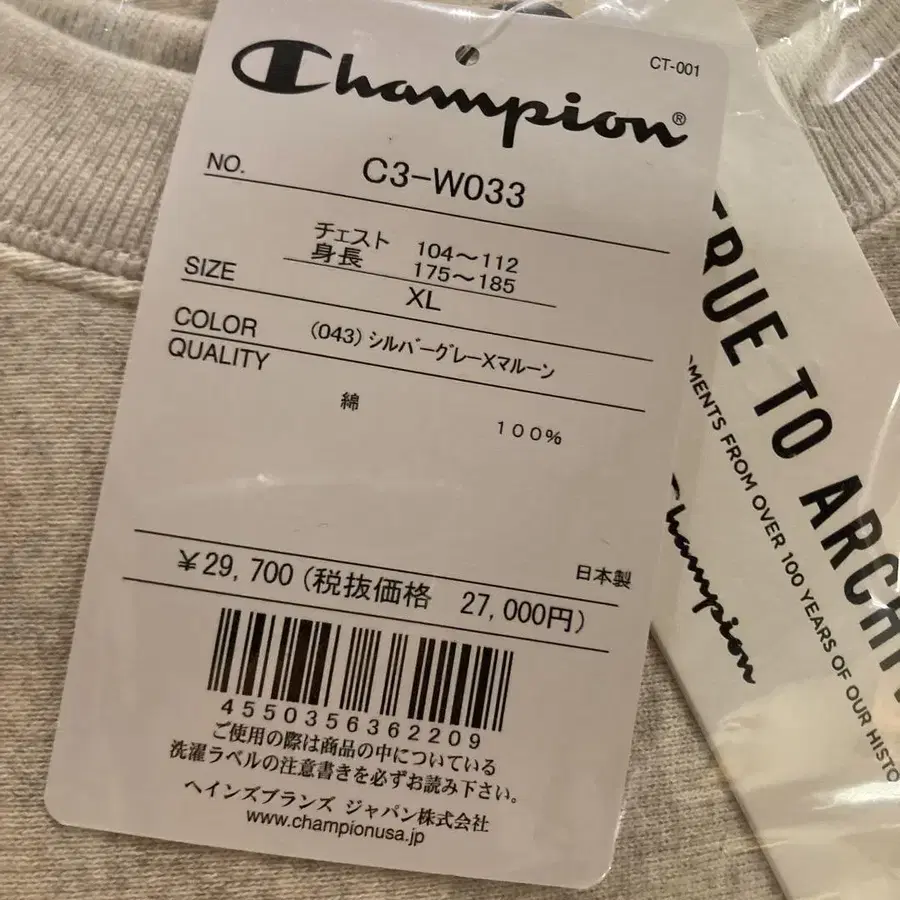 Champion®
CT-001
NO.
C3-W033
チェスト 104～112
身長 175～185
SIZE
XL
COLOR
(043)シルバーグレーXマルーン
QUALITY
綿
100%
日本製
￥29,700(税抜価格 27,000円)
4550356362209
ご使用の際は商品の中についている
洗濯ラベルの注意書きを必ずお読み下さい。
ヘインズブランズ ジャパン株式会社
www.championusa.jp
TRUE TO
FROM OVER 100 YEARS OF OUR
Champion